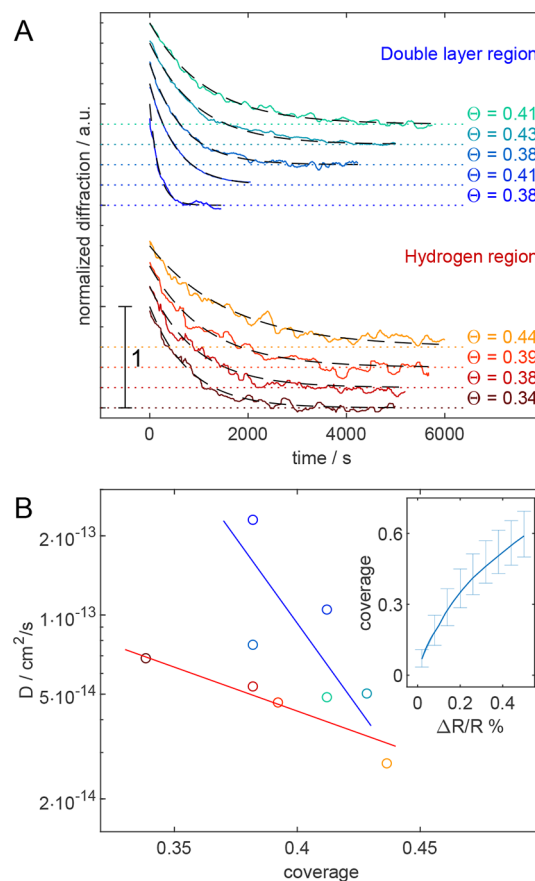 A
normalized diffraction / a.u.
Double layer region
Θ = 0.41
Θ = 0.43
Θ = 0.38
Θ = 0.41
Θ = 0.38
Hydrogen region
1
Θ = 0.44
Θ = 0.39
Θ = 0.38
Θ = 0.34
0 2000 4000 6000
time / s
B
D / cm²/s
2·10⁻¹³
1·10⁻¹³
5·10⁻¹⁴
2·10⁻¹⁴
0.35 0.4 0.45
coverage
coverage
0.6
0.3
0
0 0.2 0.4
ΔR/R %